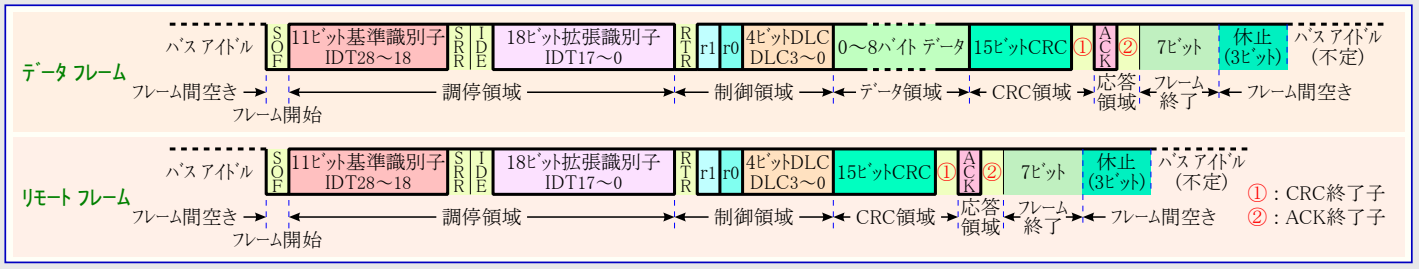 データ フレーム
バス アイドル
SOF
11ビット基準識別子
IDT28～18
SRR
IDE
18ビット拡張識別子
IDT17～0
RTR
r1
r0
4ビットDLC
DLC3～0
0～8バイト データ
15ビットCRC
①
ACK
②
7ビット
休止
(3ビット)
バス アイドル
(不定)
フレーム間空き
フレーム開始
調停領域
制御領域
データ領域
CRC領域
応答
領域
フレーム
終了
フレーム間空き
リモート フレーム
バス アイドル
SOF
11ビット基準識別子
IDT28～18
SRR
IDE
18ビット拡張識別子
IDT17～0
RTR
r1
r0
4ビットDLC
DLC3～0
15ビットCRC
①
ACK
②
7ビット
休止
(3ビット)
バス アイドル
(不定)
フレーム間空き
フレーム開始
調停領域
制御領域
CRC領域
応答
領域
フレーム
終了
フレーム間空き
①：CRC終了子
②：ACK終了子